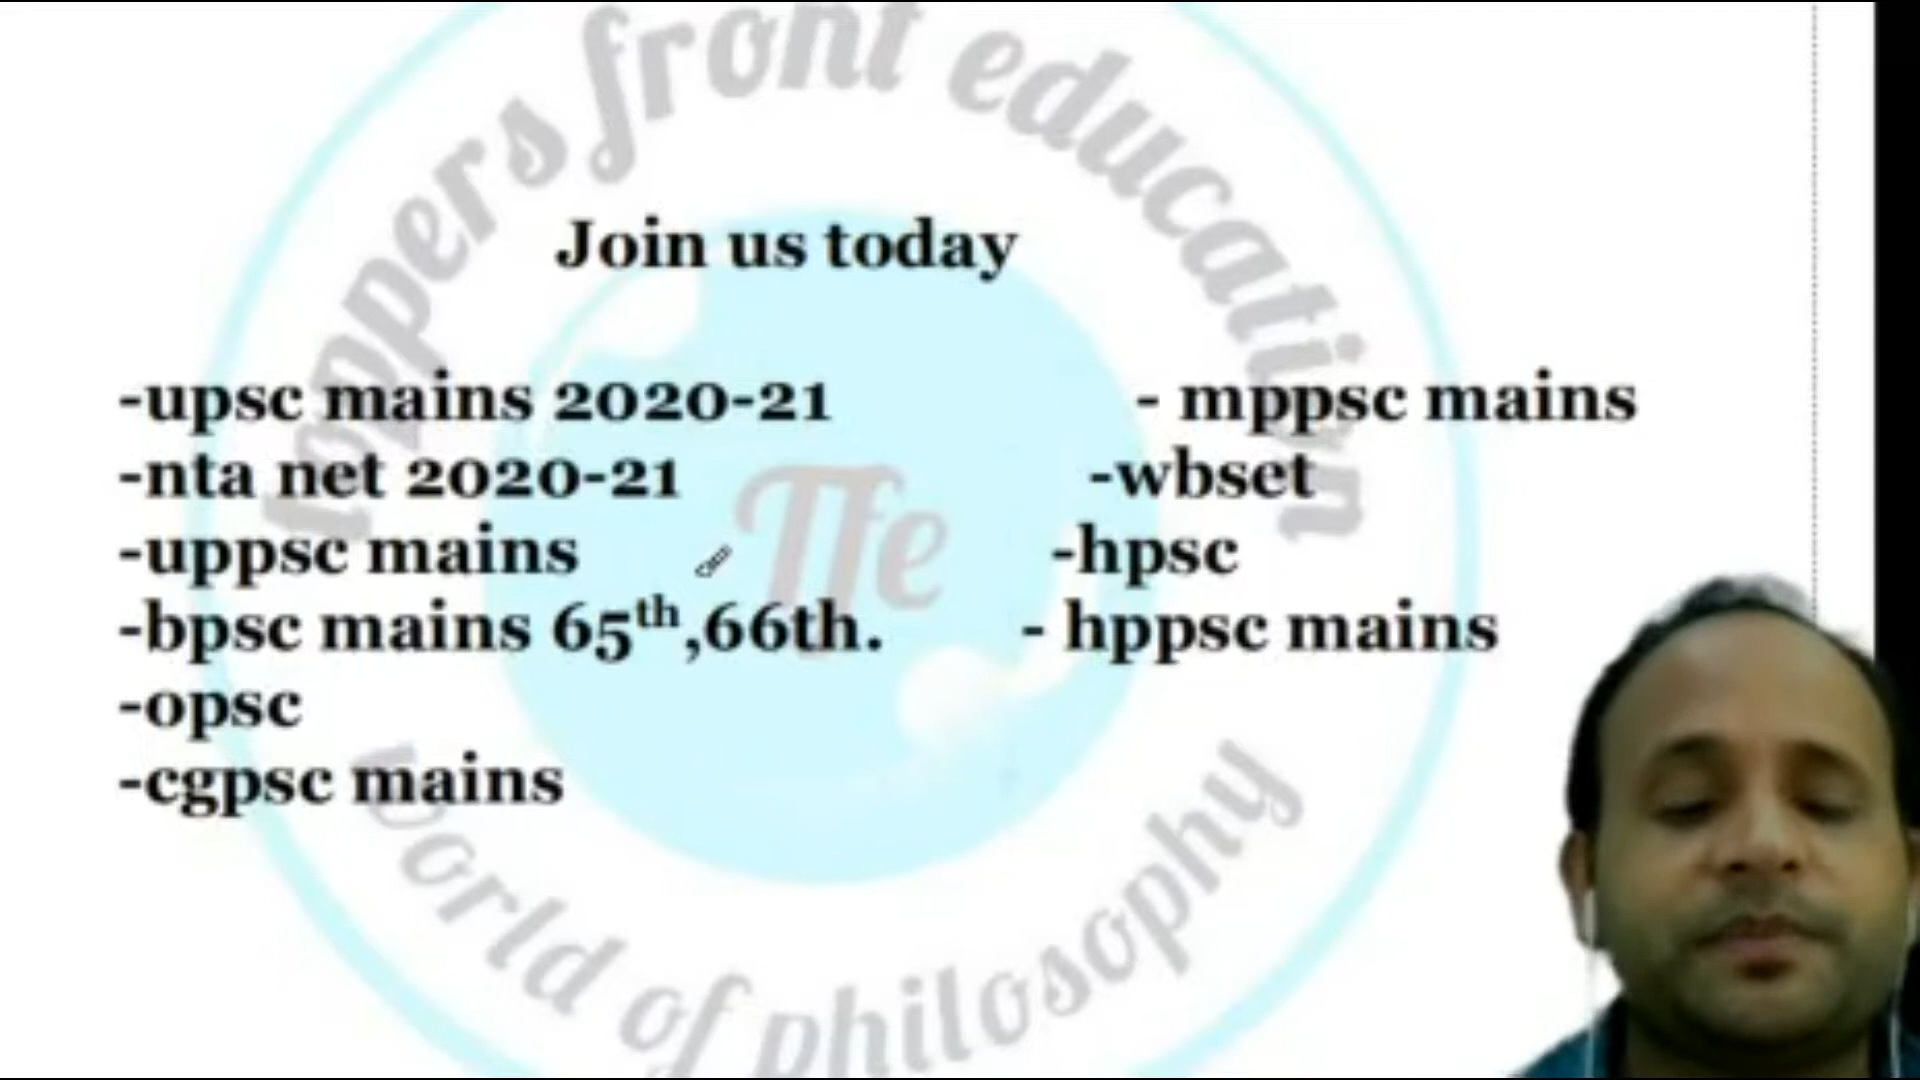 toppers front education
Join us today
-upsc mains 2020-21
- mppsc mains
-nta net 2020-21
-wbset
-uppsc mains
-hpsc
Tfe
-bpsc mains 65th,66th.
- hppsc mains
-opsc
-cgpsc mains
world of philosophy